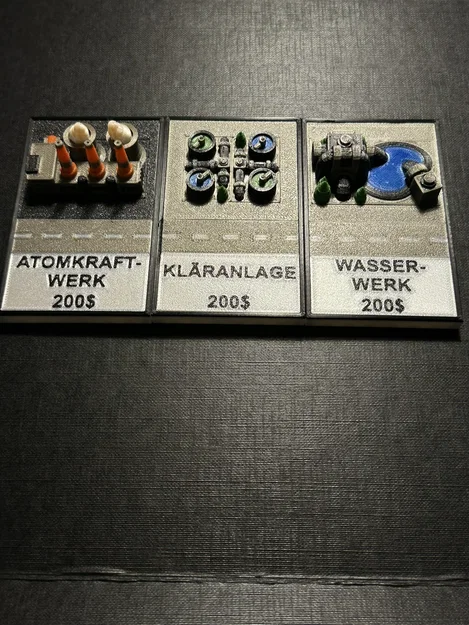 ATOMKRAFT-
WERK
200$
KLÄRANLAGE
200$
WASSER-
WERK
200$